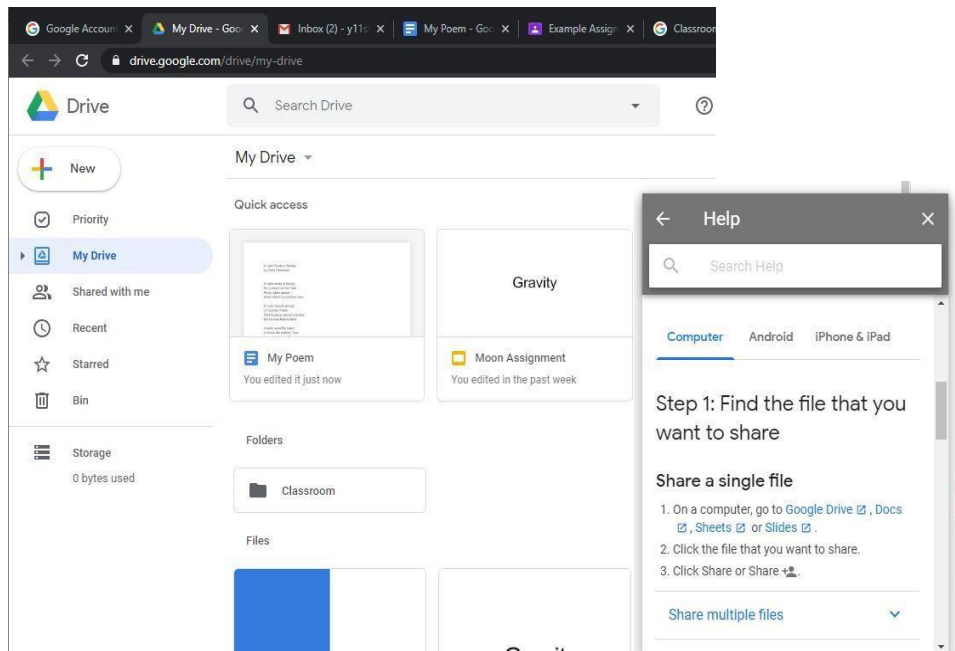 Google Accoun
My Drive - Goo
Inbox (2) - y11s
My Poem - Goo
Example Assign
Classroom
drive.google.com/drive/my-drive
Drive
Search Drive
My Drive
New
Quick access
Priority
My Drive
Shared with me
Recent
Starred
Bin
Storage
0 bytes used
My Poem
You edited it just now
Gravity
Moon Assignment
You edited in the past week
Folders
Classroom
Files
Help
Search Help
Computer Android iPhone & iPad
Step 1: Find the file that you
want to share
Share a single file
1. On a computer, go to Google Drive, Docs
, Sheets or Slides.
2. Click the file that you want to share.
3. Click Share or Share.
Share multiple files